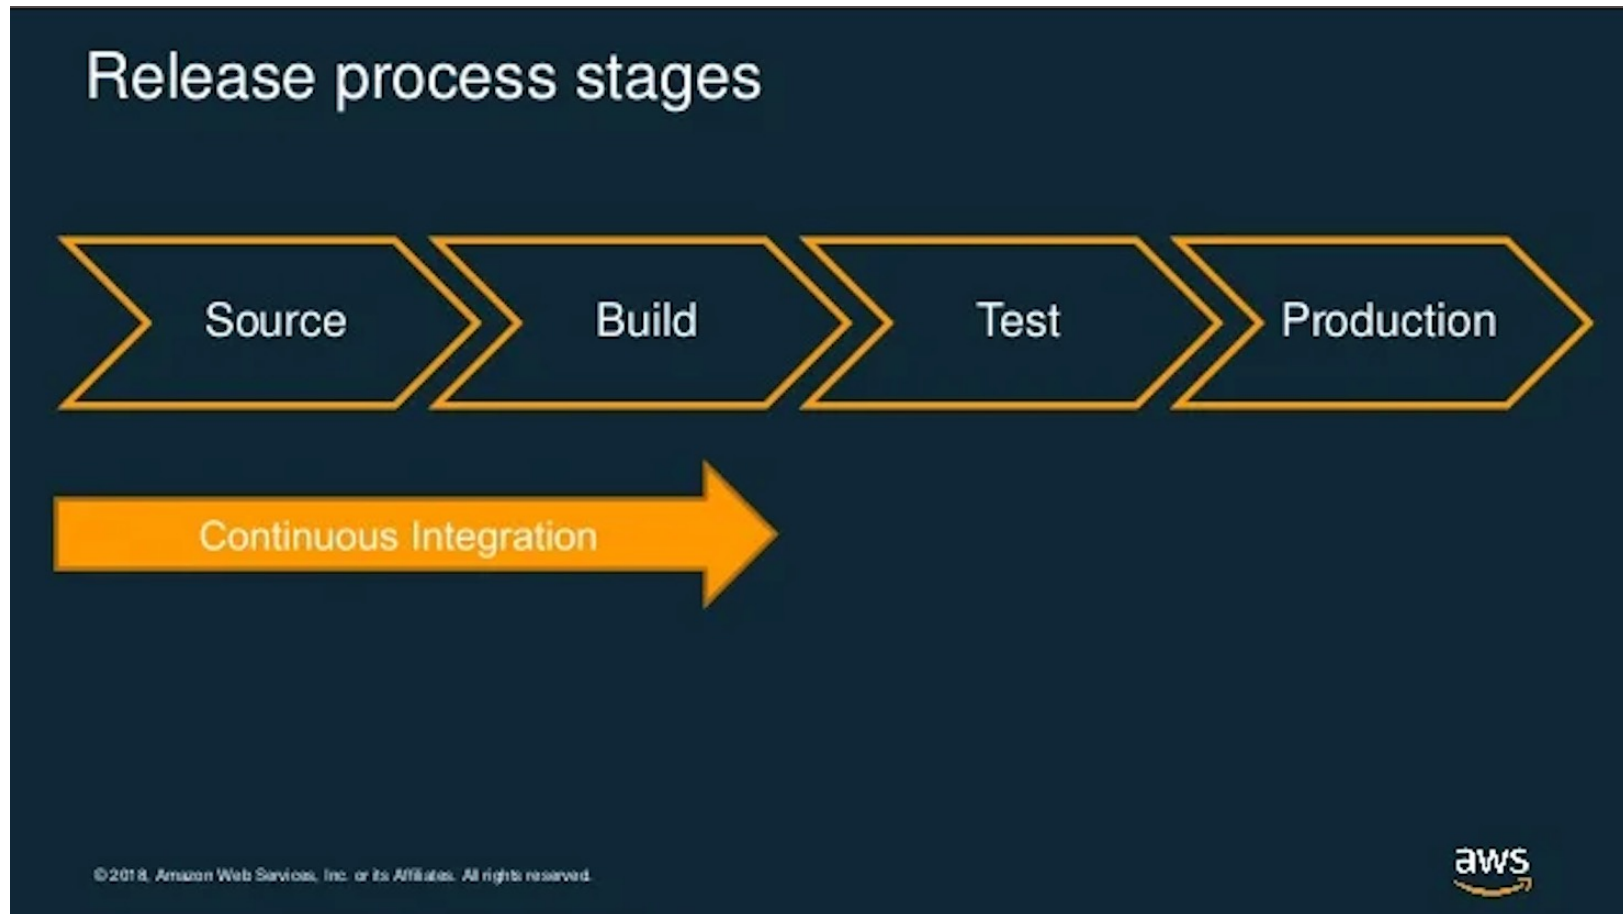 Release process stages
Source
Build
Test
Production
Continuous Integration
© 2018, Amazon Web Services, Inc. or its Affiliates. All rights reserved.
aws